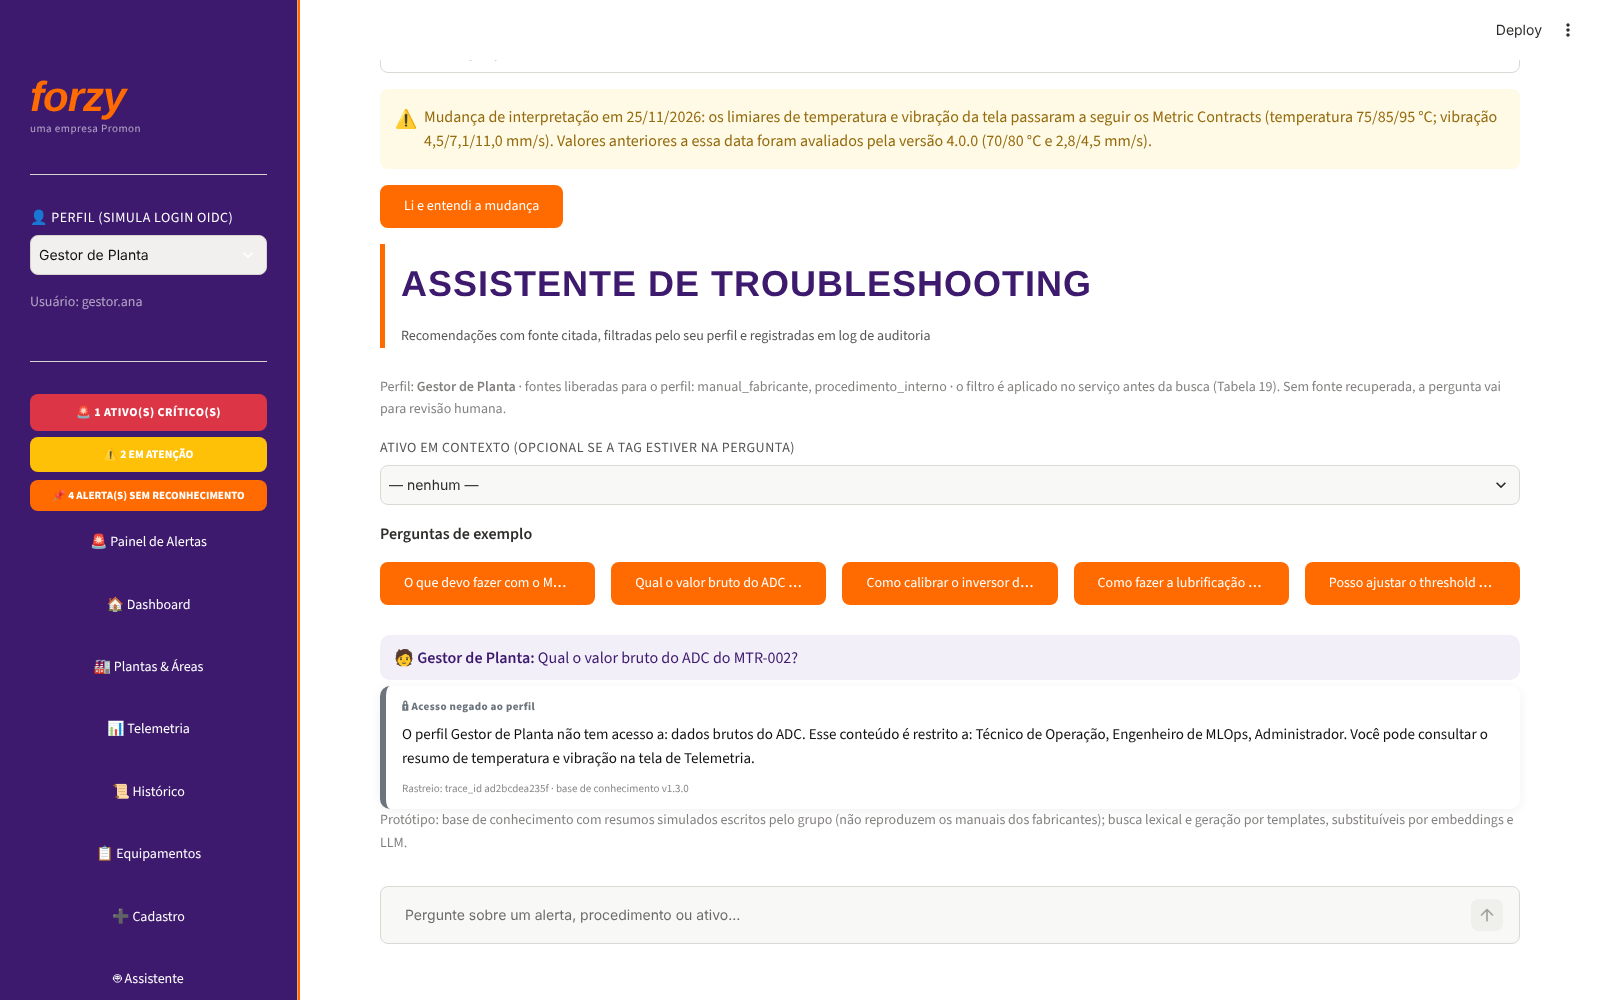 Deploy
forzy
uma empresa Promon
PERFIL (SIMULA LOGIN OIDC)
Gestor de Planta
Usuário: gestor.ana
1 ATIVO(S) CRÍTICO(S)
2 EM ATENÇÃO
4 ALERTA(S) SEM RECONHECIMENTO
Painel de Alertas
Dashboard
Plantas & Áreas
Telemetria
Histórico
Equipamentos
Cadastro
Assistente
Mudança de interpretação em 25/11/2026: os limiares de temperatura e vibração da tela passaram a seguir os Metric Contracts (temperatura 75/85/95 °C; vibração
4,5/7,1/11,0 mm/s). Valores anteriores a essa data foram avaliados pela versão 4.0.0 (70/80 °C e 2,8/4,5 mm/s).
Li e entendi a mudança
ASSISTENTE DE TROUBLESHOOTING
Recomendações com fonte citada, filtradas pelo seu perfil e registradas em log de auditoria
Perfil: Gestor de Planta · fontes liberadas para o perfil: manual_fabricante, procedimento_interno · o filtro é aplicado no serviço antes da busca (Tabela 19). Sem fonte recuperada, a pergunta vai
para revisão humana.
ATIVO EM CONTEXTO (OPCIONAL SE A TAG ESTIVER NA PERGUNTA)
— nenhum —
Perguntas de exemplo
O que devo fazer com o M…
Qual o valor bruto do ADC …
Como calibrar o inversor d…
Como fazer a lubrificação …
Posso ajustar o threshold …
Gestor de Planta: Qual o valor bruto do ADC do MTR-002?
Acesso negado ao perfil
O perfil Gestor de Planta não tem acesso a: dados brutos do ADC. Esse conteúdo é restrito a: Técnico de Operação, Engenheiro de MLOps, Administrador. Você pode consultar o
resumo de temperatura e vibração na tela de Telemetria.
Rastreio: trace_id ad2bcdea235f · base de conhecimento v1.3.0
Protótipo: base de conhecimento com resumos simulados escritos pelo grupo (não reproduzem os manuais dos fabricantes); busca lexical e geração por templates, substituíveis por embeddings e
LLM.
Pergunte sobre um alerta, procedimento ou ativo...